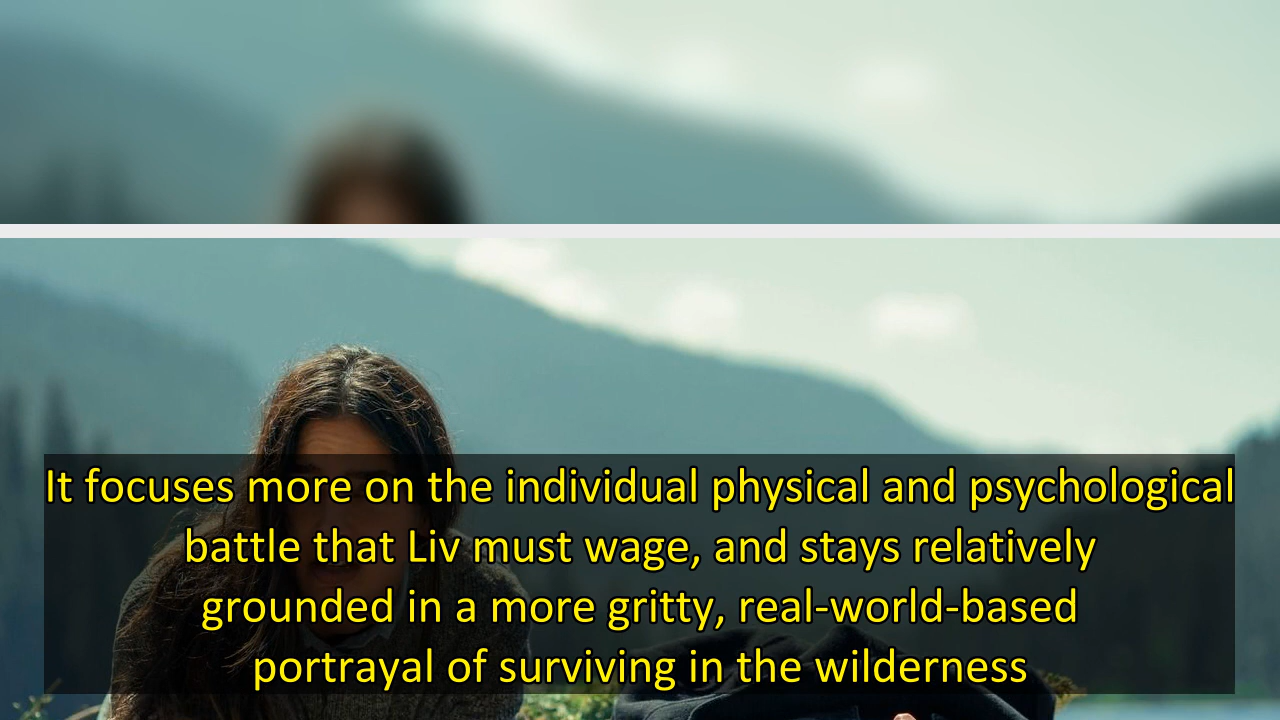 It focuses more on the individual physical and psychological
battle that Liv must wage, and stays relatively
grounded in a more gritty, real-world-based
portrayal of surviving in the wilderness